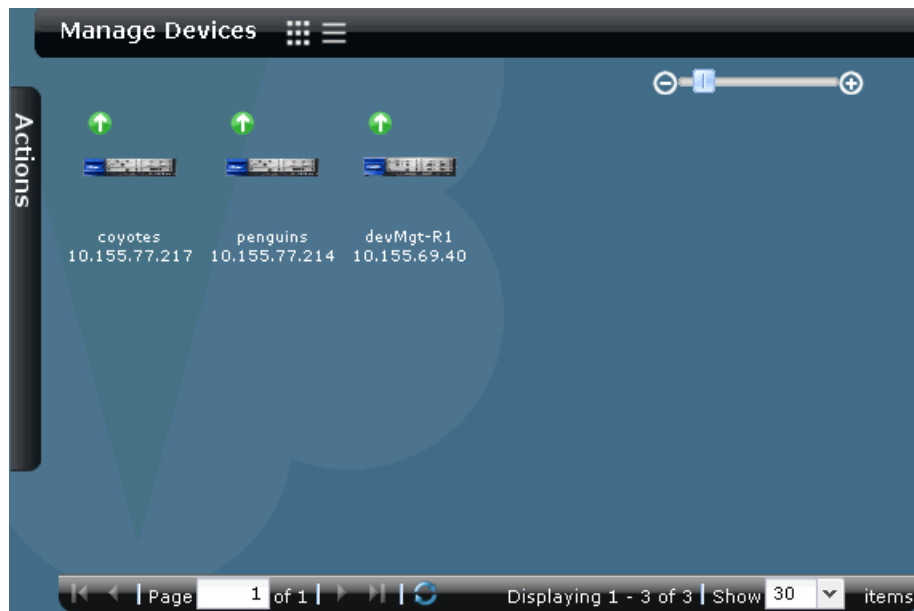 Manage Devices
Actions
coyotes
10.155.77.217
penguins
10.155.77.214
devMgt-R1
10.155.69.40
Page 1 of 1 Displaying 1 - 3 of 3 Show 30 items